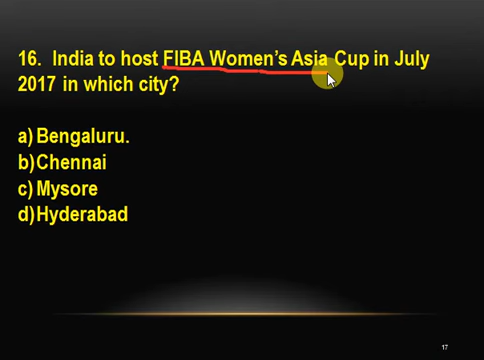 16. India to host FIBA Women's Asia Cup in July
2017 in which city?
a) Bengaluru.
b) Chennai
c) Mysore
d) Hyderabad
17